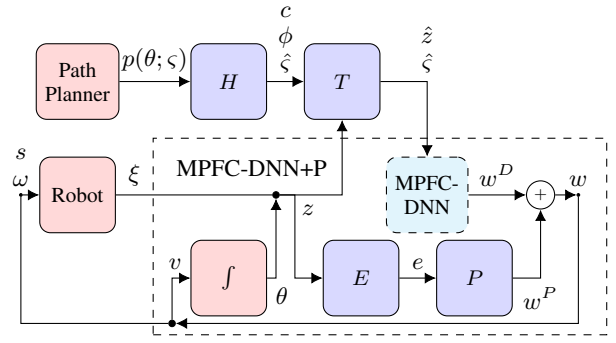 c
ϕ
ς̂
ẑ
ς̂
Path
Planner
p(θ; ς)
H
T
MPFC-DNN+P
s
ω
Robot
ξ
z
MPFC-
DNN
w^D
+
w
v
∫
θ
E
e
P
w^P